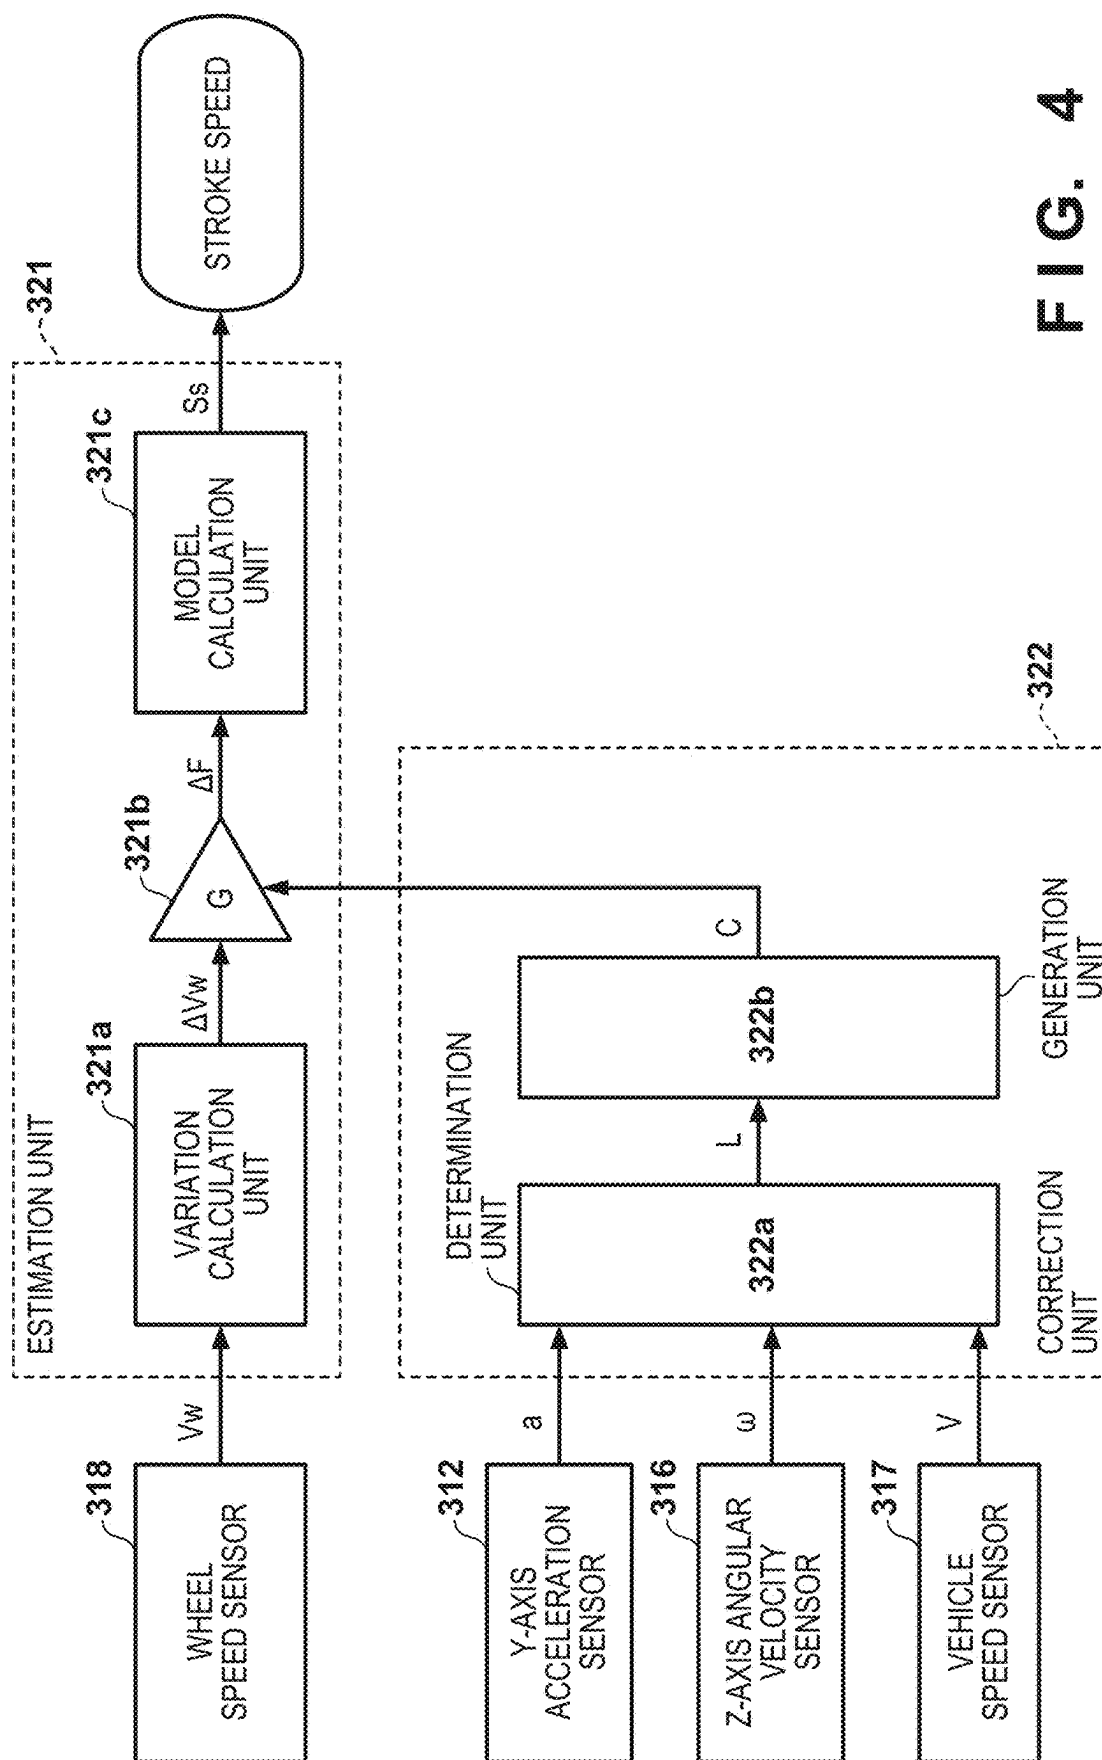 WHEEL
SPEED SENSOR
318
Vw
ESTIMATION UNIT
321
VARIATION
CALCULATION
UNIT
321a
ΔVw
G
321b
ΔF
MODEL
CALCULATION
UNIT
321c
Ss
STROKE SPEED
Y-AXIS
ACCELERATION
SENSOR
312
a
Z-AXIS ANGULAR
VELOCITY
SENSOR
316
ω
VEHICLE
SPEED SENSOR
317
V
CORRECTION
UNIT
322
DETERMINATION
UNIT
322a
L
322b
GENERATION
UNIT
C
FIG. 4